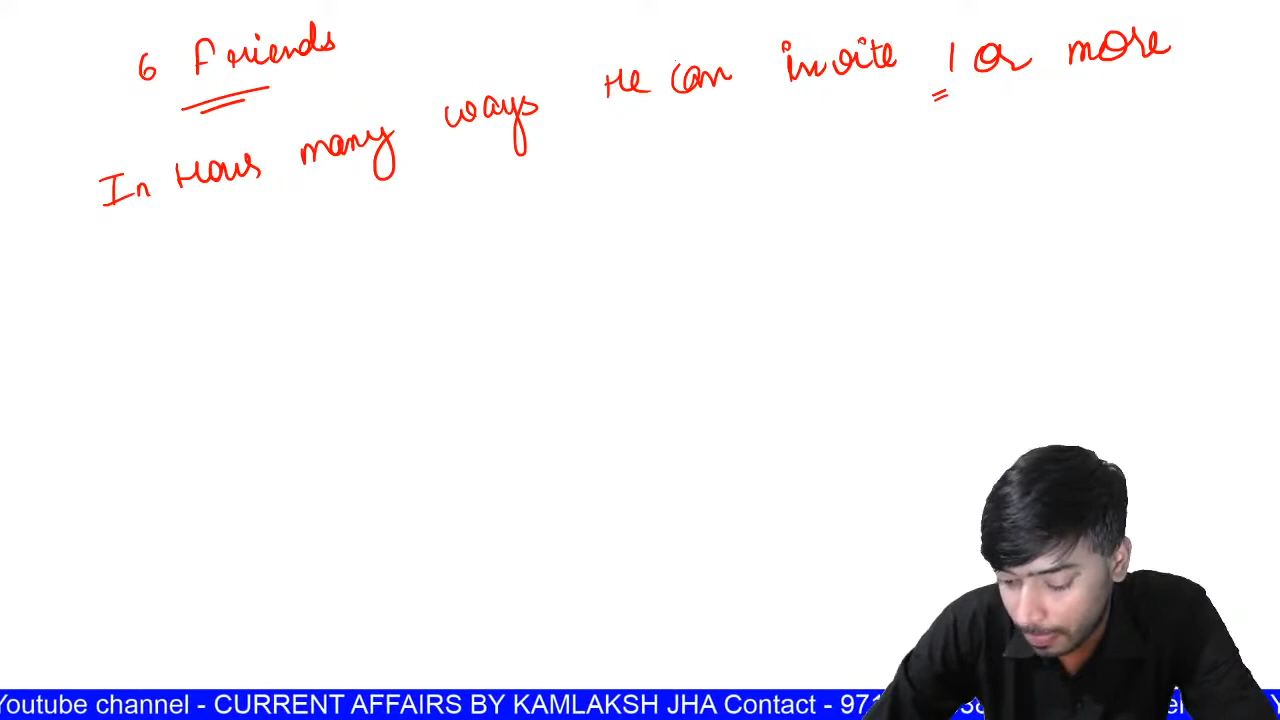 6 Friends
In How many ways He can invite 1 or more
Youtube channel - CURRENT AFFAIRS BY KAMLAKSH JHA Contact - 971